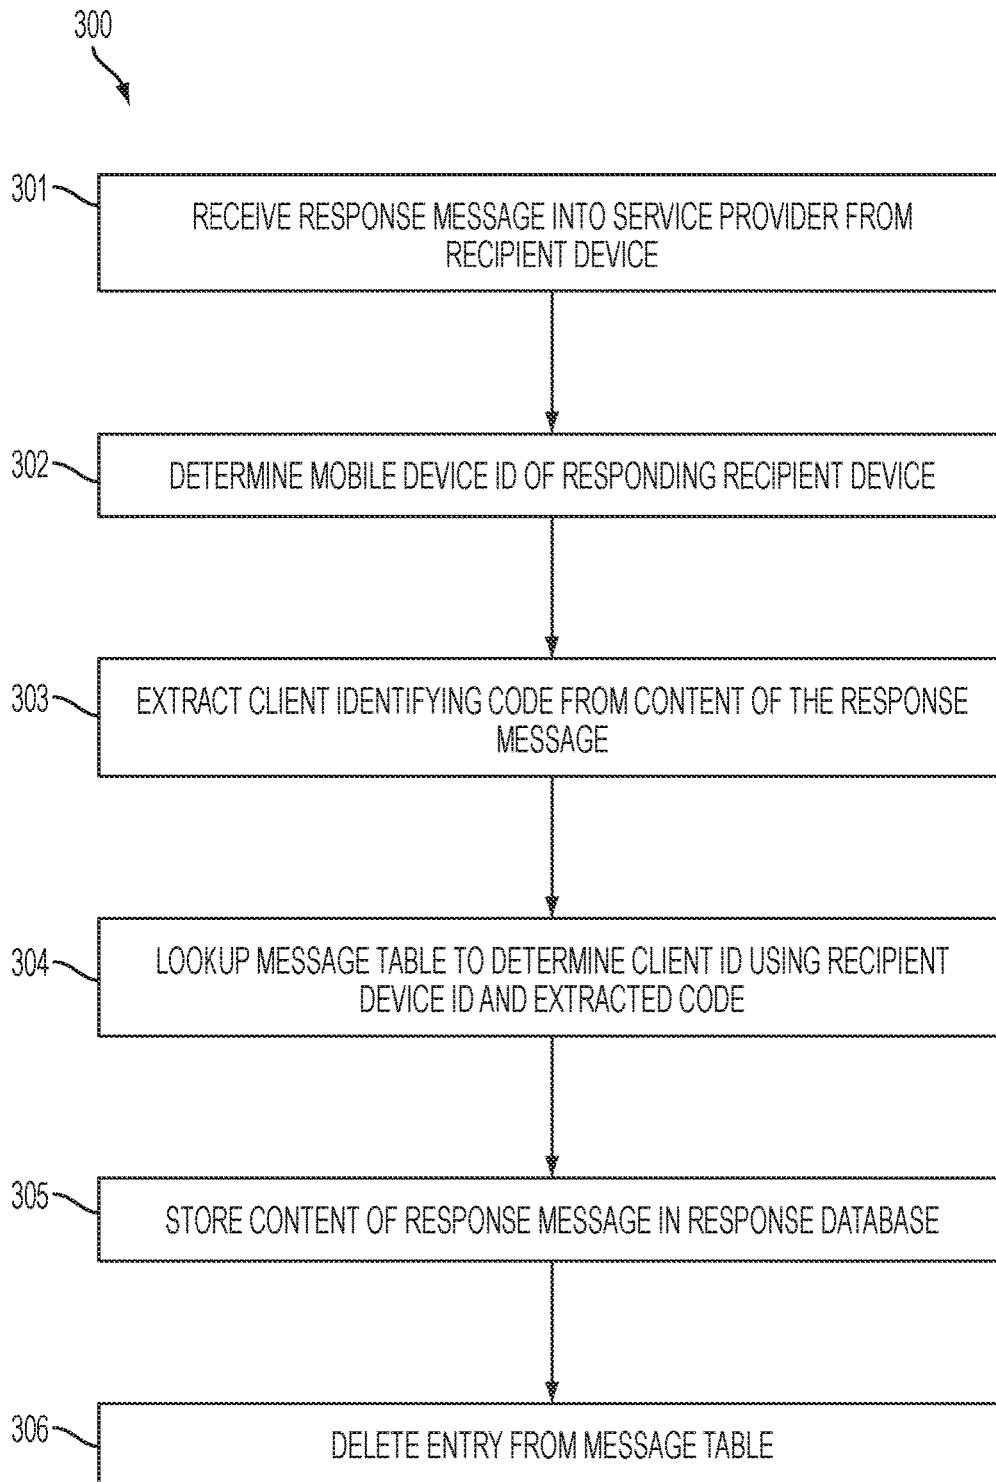 300
301
RECEIVE RESPONSE MESSAGE INTO SERVICE PROVIDER FROM
RECIPIENT DEVICE
302
DETERMINE MOBILE DEVICE ID OF RESPONDING RECIPIENT DEVICE
303
EXTRACT CLIENT IDENTIFYING CODE FROM CONTENT OF THE RESPONSE
MESSAGE
304
LOOKUP MESSAGE TABLE TO DETERMINE CLIENT ID USING RECIPIENT
DEVICE ID AND EXTRACTED CODE
305
STORE CONTENT OF RESPONSE MESSAGE IN RESPONSE DATABASE
306
DELETE ENTRY FROM MESSAGE TABLE